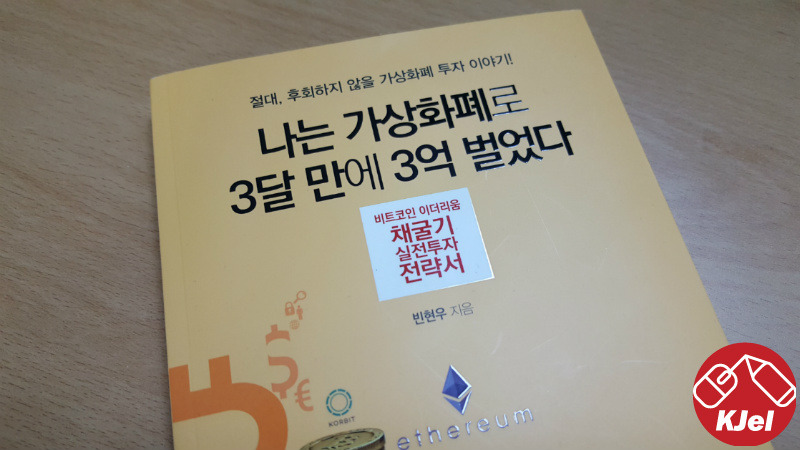 절대, 후회하지 않을 가상화폐 투자 이야기!
나는 가상화폐로
3달 만에 3억 벌었다
비트코인 이더리움
채굴기
실전투자
전략서
빈현우 지음
KORBIT
ethereum
KJel